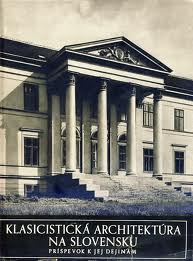 KLASICISTICKÁ ARCHITEKTÚRA
NA SLOVENSKU
PRÍSPEVOK K JEJ DEJINÁM